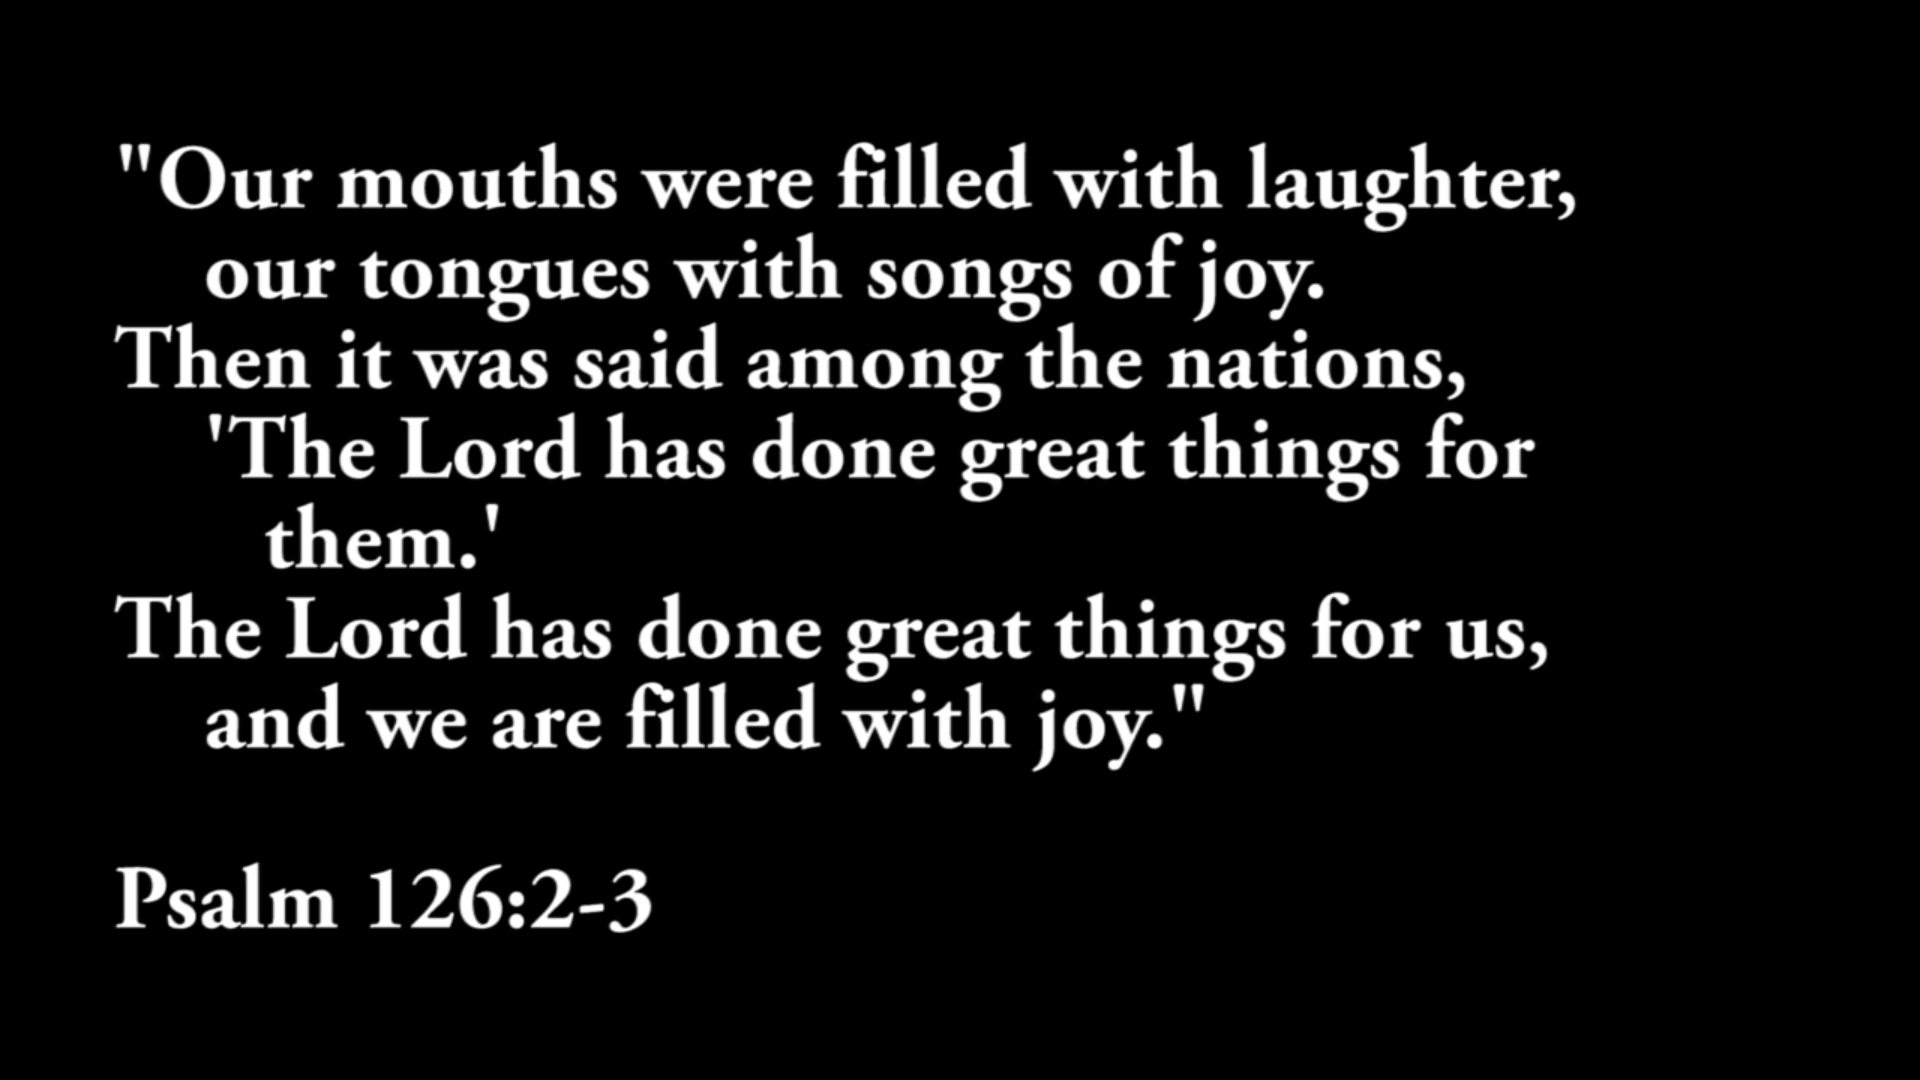 "Our mouths were filled with laughter,
our tongues with songs of joy.
Then it was said among the nations,
'The Lord has done great things for
them.'
The Lord has done great things for us,
and we are filled with joy."
Psalm 126:2-3